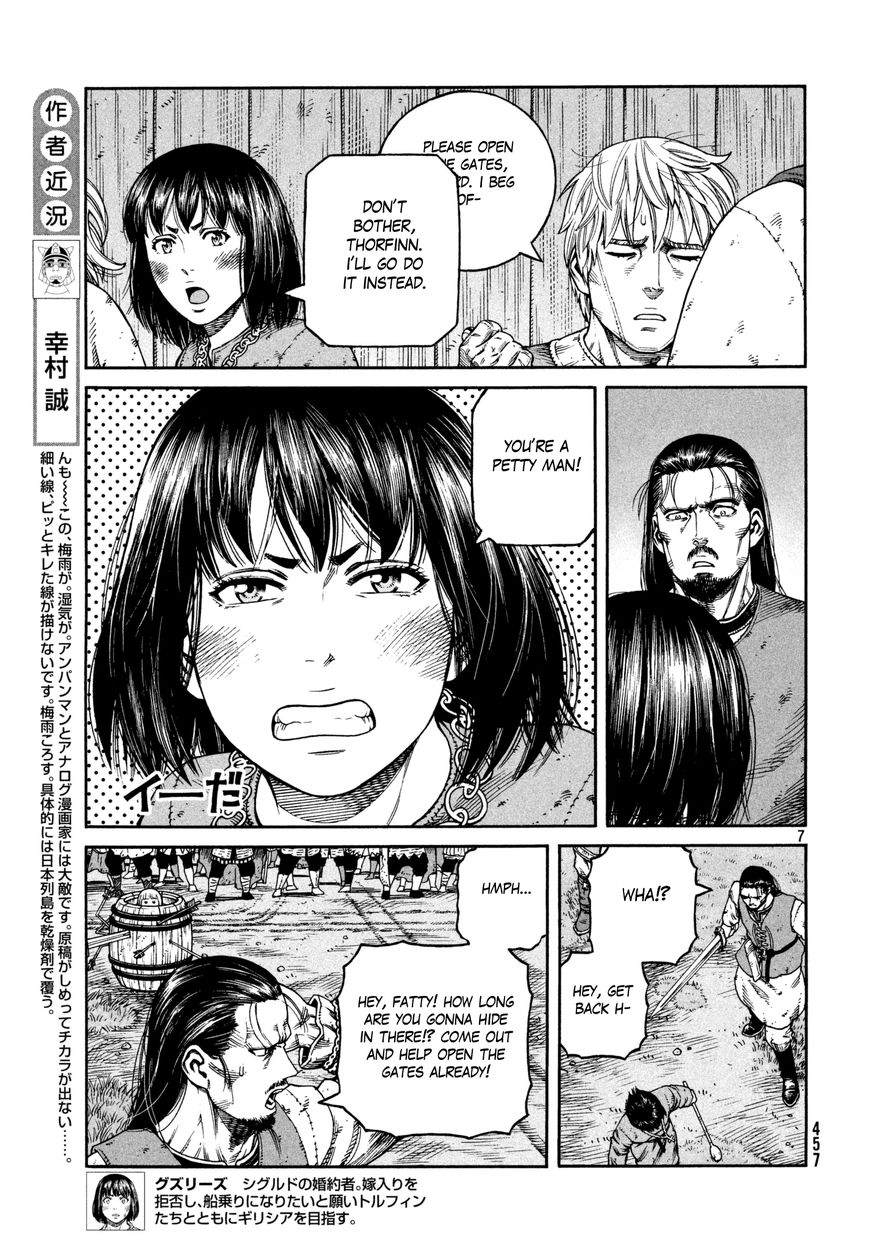 PLEASE OPEN
GATES,
I BEG
DON'T
BOTHER,
THORFINN.
I'LL GO DO
IT INSTEAD.
YOU'RE A
PETTY MAN!
イーだ
7
WHA!?
HEY, GET
BACK H-
HMPH...
HEY, FATTY! HOW LONG
ARE YOU GONNA HIDE
IN THERE!? COME OUT
AND HELP OPEN THE
GATES ALREADY!
457
作者近況
幸村誠
んも〜〜〜この、梅雨が。湿気が。アンパンマンとアナログ漫画家には大敵です。原稿がしめってチカラが出ない……。
細い線、ピッとキレた線が描けないです。梅雨ころす。具体的には日本列島を乾燥剤で覆う。
グズリーズ シグルドの婚約者。嫁入りを
拒否し、船乗りになりたいと願いトルフィン
たちとともにギリシアを目指す。